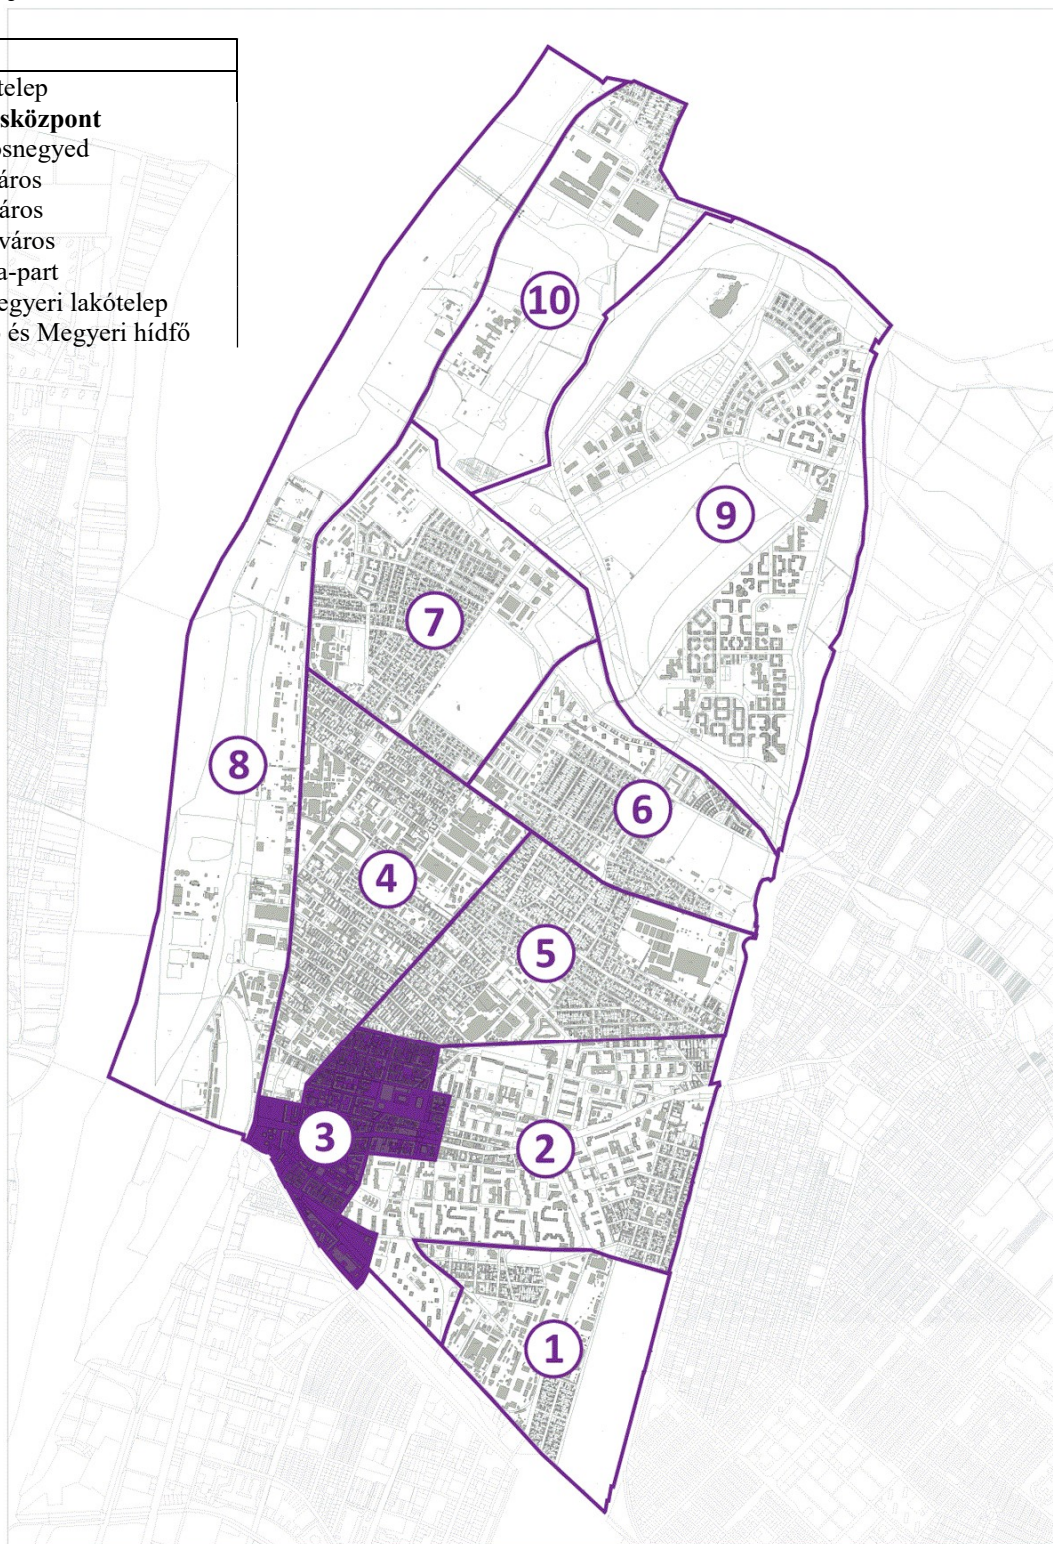 telep
sközpont
osnegyed
áros
áros
város
a-part
egyeri lakótelep
és Megyeri hídfő
10
9
7
8
6
4
5
3
2
1